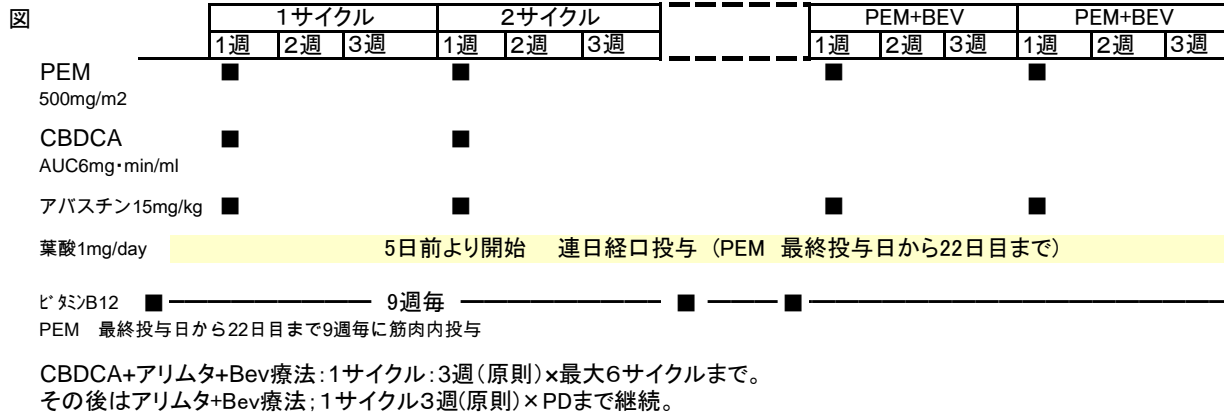 図
1サイクル 2サイクル PEM+BEV PEM+BEV
1週 2週 3週 1週 2週 3週 1週 2週 3週 1週 2週 3週
PEM ■ ■ ■ ■
500mg/m2
CBDCA ■ ■
AUC6mg・min/ml
アバスチン15mg/kg ■ ■ ■ ■
葉酸1mg/day 5日前より開始 連日経口投与 (PEM 最終投与日から22日目まで)
ビタミンB12 ■ 9週毎 ■ ■
PEM 最終投与日から22日目まで9週毎に筋肉内投与
CBDCA+アリムタ+Bev療法:1サイクル:3週(原則)×最大6サイクルまで。
その後はアリムタ+Bev療法;1サイクル3週(原則)×PDまで継続。